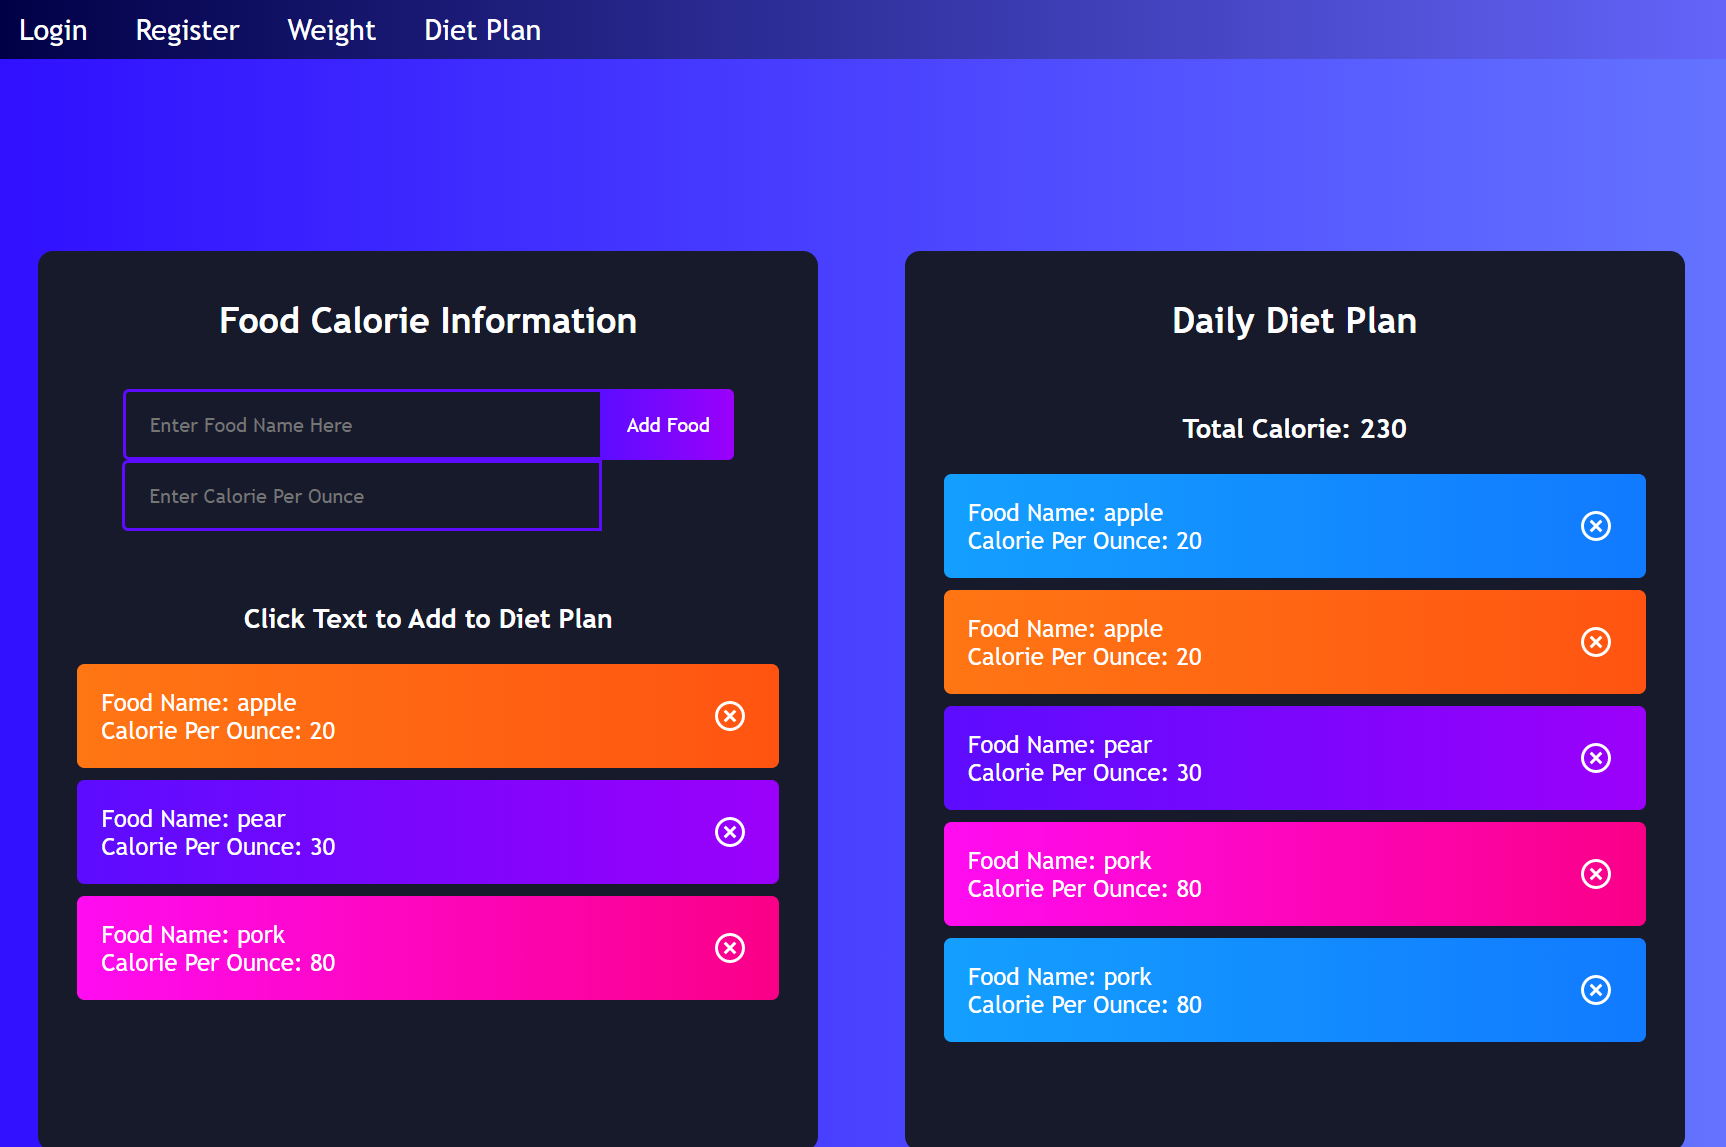 Login Register Weight Diet Plan
Food Calorie Information
Enter Food Name Here
Add Food
Enter Calorie Per Ounce
Click Text to Add to Diet Plan
Food Name: apple
Calorie Per Ounce: 20
Food Name: pear
Calorie Per Ounce: 30
Food Name: pork
Calorie Per Ounce: 80
Daily Diet Plan
Total Calorie: 230
Food Name: apple
Calorie Per Ounce: 20
Food Name: apple
Calorie Per Ounce: 20
Food Name: pear
Calorie Per Ounce: 30
Food Name: pork
Calorie Per Ounce: 80
Food Name: pork
Calorie Per Ounce: 80